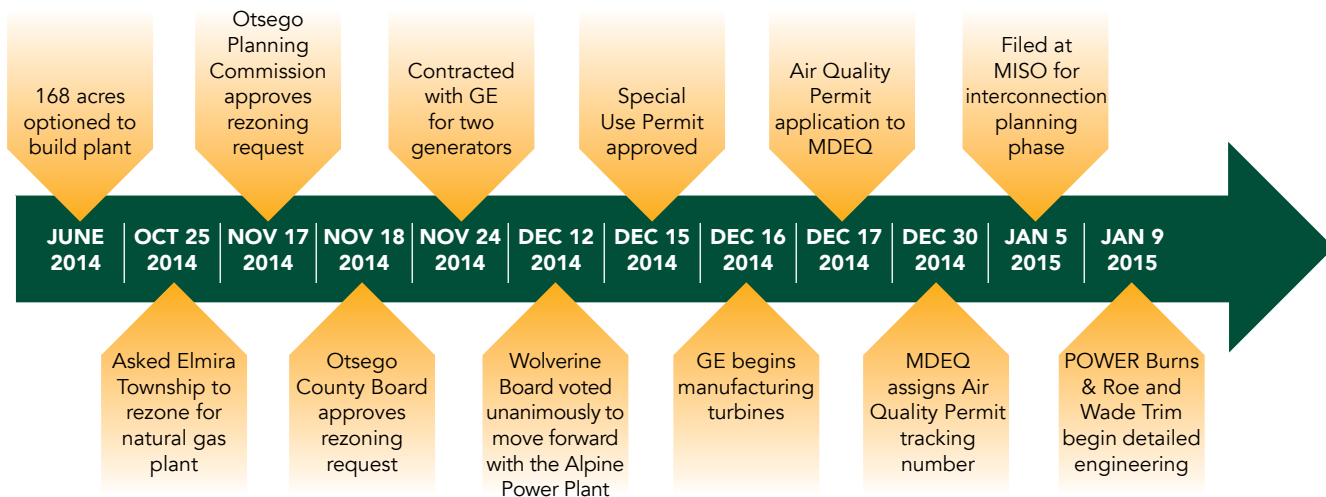 168 acres
optioned to
build plant
Otsego
Planning
Commission
approves
rezoning
request
Contracted
with GE
for two
generators
Special
Use Permit
approved
Air Quality
Permit
application to
MDEQ
Filed at
MISO for
interconnection
planning
phase
JUNE
2014
OCT 25
2014
NOV 17
2014
NOV 18
2014
NOV 24
2014
DEC 12
2014
DEC 15
2014
DEC 16
2014
DEC 17
2014
DEC 30
2014
JAN 5
2015
JAN 9
2015
Asked Elmira
Township to
rezone for
natural gas
plant
Otsego
County Board
approves
rezoning
request
Wolverine
Board voted
unanimously to
move forward
with the Alpine
Power Plant
GE begins
manufacturing
turbines
MDEQ
assigns Air
Quality Permit
tracking
number
POWER Burns
& Roe and
Wade Trim
begin detailed
engineering